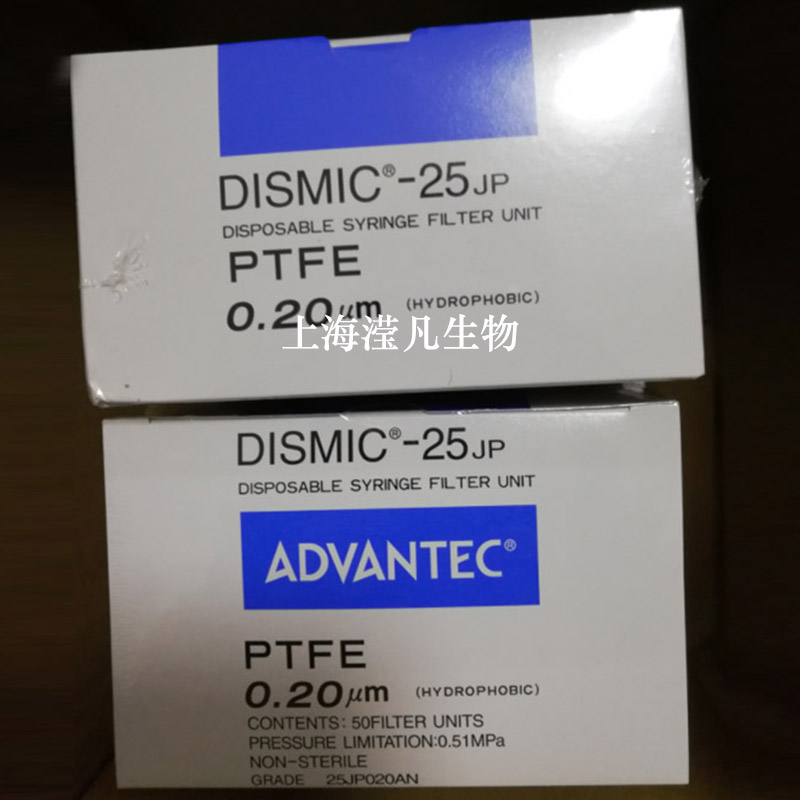 DISMIC®-25JP
DISPOSABLE SYRINGE FILTER UNIT
PTFE
0.20μm (HYDROPHOBIC)
上海滢凡生物
DISMIC®-25JP
DISPOSABLE SYRINGE FILTER UNIT
ADVANTEC®
PTFE
0.20μm (HYDROPHOBIC)
CONTENTS: 50FILTER UNITS
PRESSURE LIMITATION:0.51MPa
NON-STERILE
GRADE 25JP020AN